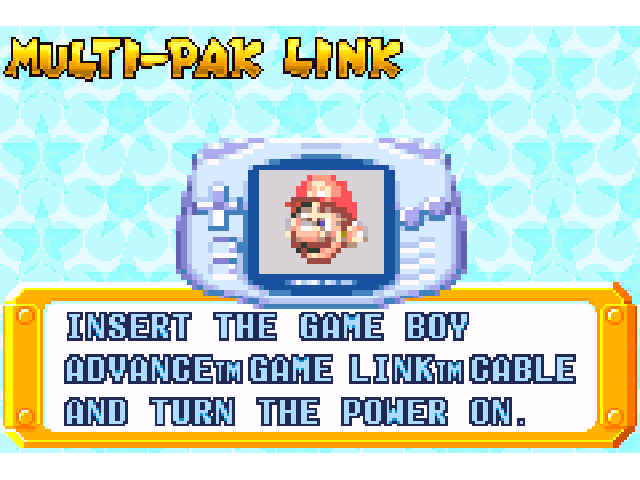 MULTI-PAK LINK
INSERT THE GAME BOY
ADVANCE™ GAME LINK™ CABLE
AND TURN THE POWER ON.